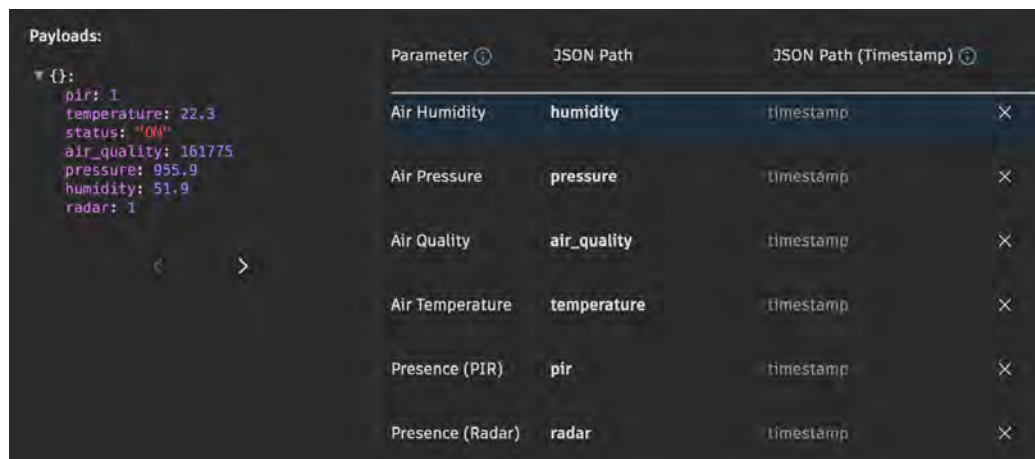 Payloads:
{}:
pir: 1
temperature: 22.3
status: "ON"
air_quality: 161775
pressure: 955.9
humidity: 51.9
radar: 1
Parameter JSON Path JSON Path (Timestamp)
Air Humidity humidity timestamp
Air Pressure pressure timestamp
Air Quality air_quality timestamp
Air Temperature temperature timestamp
Presence (PIR) pir timestamp
Presence (Radar) radar timestamp